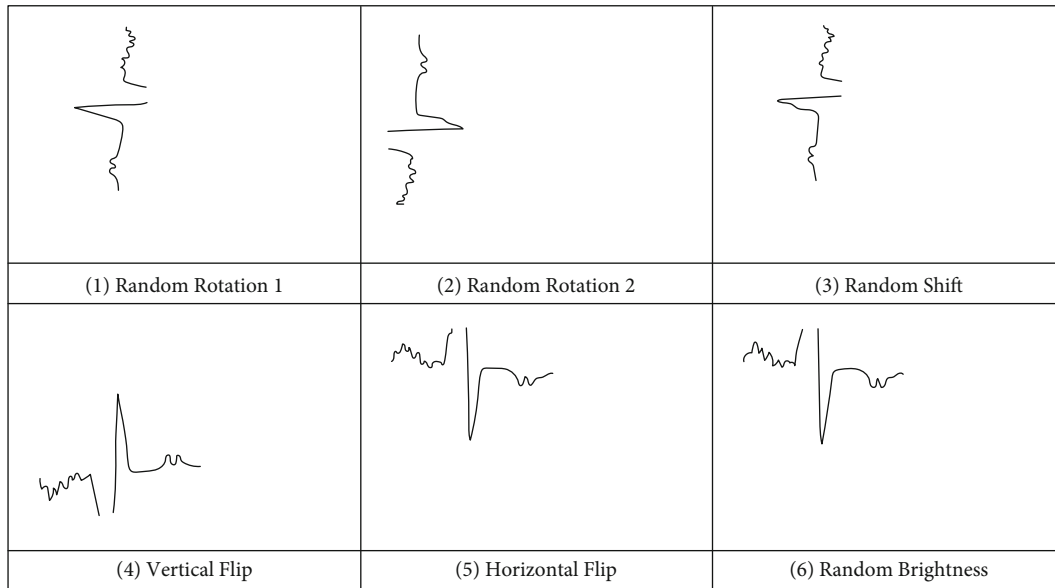 (1) Random Rotation 1
(2) Random Rotation 2
(3) Random Shift
(4) Vertical Flip
(5) Horizontal Flip
(6) Random Brightness